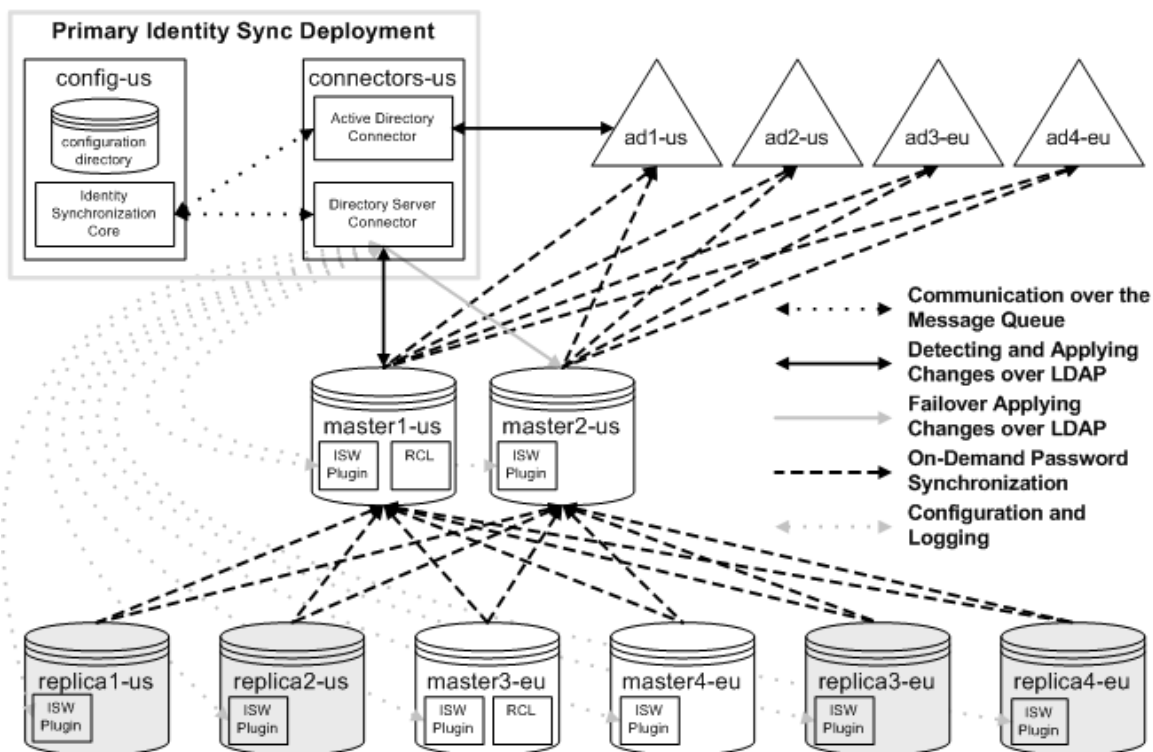 Primary Identity Sync Deployment
config-us
configuration
directory
Identity
Synchronization
Core
connectors-us
Active Directory
Connector
Directory Server
Connector
ad1-us
ad2-us
ad3-eu
ad4-eu
Communication over the
Message Queue
Detecting and Applying
Changes over LDAP
Failover Applying
Changes over LDAP
On-Demand Password
Synchronization
Configuration and
Logging
master1-us
ISW
Plugin
RCL
master2-us
ISW
Plugin
replica1-us
ISW
Plugin
replica2-us
ISW
Plugin
master3-eu
ISW
Plugin
RCL
master4-eu
ISW
Plugin
replica3-eu
ISW
Plugin
replica4-eu
ISW
Plugin